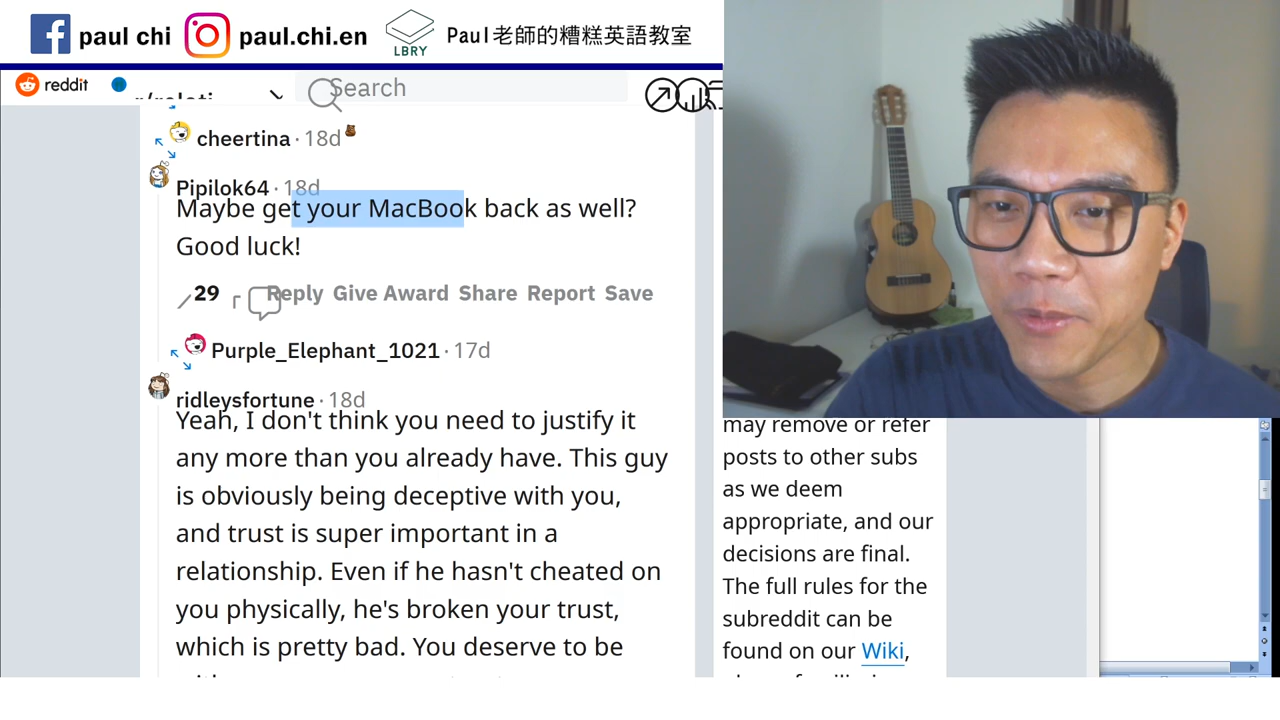 paul chi paul.chi.en LBRY Paul老師的糟糕英語教室
reddit Search
cheertina · 18d
Pipilok64 · 18d
Maybe get your MacBook back as well?
Good luck!
29 Reply Give Award Share Report Save
Purple_Elephant_1021 · 17d
ridleysfortune · 18d
Yeah, I don't think you need to justify it
any more than you already have. This guy
is obviously being deceptive with you,
and trust is super important in a
relationship. Even if he hasn't cheated on
you physically, he's broken your trust,
which is pretty bad. You deserve to be
may remove or refer
posts to other subs
as we deem
appropriate, and our
decisions are final.
The full rules for the
subreddit can be
found on our Wiki,